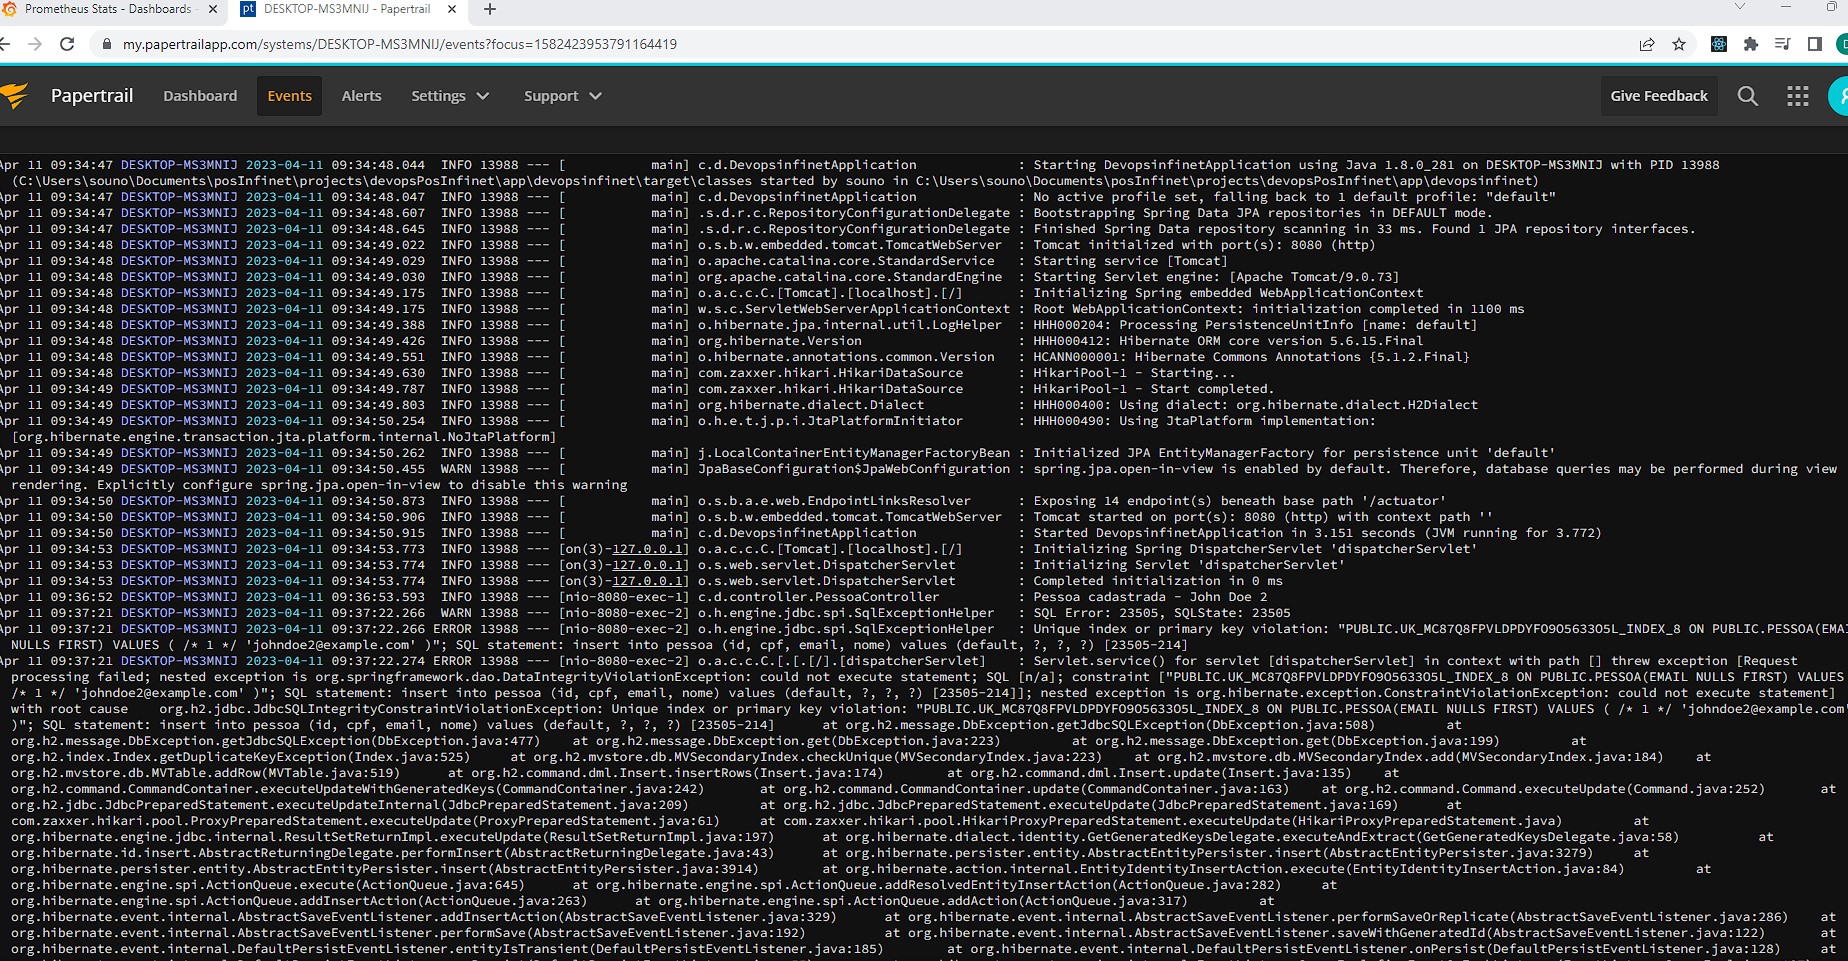 Prometheus Stats - Dashboards
DESKTOP-MS3MNIJ - Papertrail
my.papertrailapp.com/systems/DESKTOP-MS3MNIJ/events?focus=1582423953791164419
Papertrail Dashboard Events Alerts Settings Support Give Feedback
Apr 11 09:34:47 DESKTOP-MS3MNIJ 2023-04-11 09:34:48.044 INFO 13988 --- [ main] c.d.DevopsinfinetApplication : Starting DevopsinfinetApplication using Java 1.8.0_281 on DESKTOP-MS3MNIJ with PID 13988
(C:\Users\souno\Documents\posInfinet\projects\devopsPosInfinet\app\devopsinfinet\target\classes started by souno in C:\Users\souno\Documents\posInfinet\projects\devopsPosInfinet\app\devopsinfinet)
Apr 11 09:34:47 DESKTOP-MS3MNIJ 2023-04-11 09:34:48.047 INFO 13988 --- [ main] c.d.DevopsinfinetApplication : No active profile set, falling back to 1 default profile: "default"
Apr 11 09:34:47 DESKTOP-MS3MNIJ 2023-04-11 09:34:48.607 INFO 13988 --- [ main] .s.d.r.c.RepositoryConfigurationDelegate : Bootstrapping Spring Data JPA repositories in DEFAULT mode.
Apr 11 09:34:47 DESKTOP-MS3MNIJ 2023-04-11 09:34:48.645 INFO 13988 --- [ main] .s.d.r.c.RepositoryConfigurationDelegate : Finished Spring Data repository scanning in 33 ms. Found 1 JPA repository interfaces.
Apr 11 09:34:48 DESKTOP-MS3MNIJ 2023-04-11 09:34:49.022 INFO 13988 --- [ main] o.s.b.w.embedded.tomcat.TomcatWebServer : Tomcat initialized with port(s): 8080 (http)
Apr 11 09:34:48 DESKTOP-MS3MNIJ 2023-04-11 09:34:49.029 INFO 13988 --- [ main] o.apache.catalina.core.StandardService : Starting service [Tomcat]
Apr 11 09:34:48 DESKTOP-MS3MNIJ 2023-04-11 09:34:49.030 INFO 13988 --- [ main] org.apache.catalina.core.StandardEngine : Starting Servlet engine: [Apache Tomcat/9.0.73]
Apr 11 09:34:48 DESKTOP-MS3MNIJ 2023-04-11 09:34:49.175 INFO 13988 --- [ main] o.a.c.c.C.[Tomcat].[localhost].[/] : Initializing Spring embedded WebApplicationContext
Apr 11 09:34:48 DESKTOP-MS3MNIJ 2023-04-11 09:34:49.175 INFO 13988 --- [ main] w.s.c.ServletWebServerApplicationContext : Root WebApplicationContext: initialization completed in 1100 ms
Apr 11 09:34:48 DESKTOP-MS3MNIJ 2023-04-11 09:34:49.388 INFO 13988 --- [ main] o.hibernate.jpa.internal.util.LogHelper : HHH000204: Processing PersistenceUnitInfo [name: default]
Apr 11 09:34:48 DESKTOP-MS3MNIJ 2023-04-11 09:34:49.426 INFO 13988 --- [ main] org.hibernate.Version : HHH000412: Hibernate ORM core version 5.6.15.Final
Apr 11 09:34:48 DESKTOP-MS3MNIJ 2023-04-11 09:34:49.551 INFO 13988 --- [ main] o.hibernate.annotations.common.Version : HCANN000001: Hibernate Commons Annotations {5.1.2.Final}
Apr 11 09:34:48 DESKTOP-MS3MNIJ 2023-04-11 09:34:49.630 INFO 13988 --- [ main] com.zaxxer.hikari.HikariDataSource : HikariPool-1 - Starting...
Apr 11 09:34:49 DESKTOP-MS3MNIJ 2023-04-11 09:34:49.787 INFO 13988 --- [ main] com.zaxxer.hikari.HikariDataSource : HikariPool-1 - Start completed.
Apr 11 09:34:49 DESKTOP-MS3MNIJ 2023-04-11 09:34:49.803 INFO 13988 --- [ main] org.hibernate.dialect.Dialect : HHH000400: Using dialect: org.hibernate.dialect.H2Dialect
Apr 11 09:34:49 DESKTOP-MS3MNIJ 2023-04-11 09:34:50.254 INFO 13988 --- [ main] o.h.e.t.j.p.i.JtaPlatformInitiator : HHH000490: Using JtaPlatform implementation:
[org.hibernate.engine.transaction.jta.platform.internal.NoJtaPlatform]
Apr 11 09:34:49 DESKTOP-MS3MNIJ 2023-04-11 09:34:50.262 INFO 13988 --- [ main] j.LocalContainerEntityManagerFactoryBean : Initialized JPA EntityManagerFactory for persistence unit 'default'
Apr 11 09:34:49 DESKTOP-MS3MNIJ 2023-04-11 09:34:50.455 WARN 13988 --- [ main] JpaBaseConfiguration$JpaWebConfiguration : spring.jpa.open-in-view is enabled by default. Therefore, database queries may be performed during view
rendering. Explicitly configure spring.jpa.open-in-view to disable this warning
Apr 11 09:34:50 DESKTOP-MS3MNIJ 2023-04-11 09:34:50.873 INFO 13988 --- [ main] o.s.b.a.e.web.EndpointLinksResolver : Exposing 14 endpoint(s) beneath base path '/actuator'
Apr 11 09:34:50 DESKTOP-MS3MNIJ 2023-04-11 09:34:50.906 INFO 13988 --- [ main] o.s.b.w.embedded.tomcat.TomcatWebServer : Tomcat started on port(s): 8080 (http) with context path ''
Apr 11 09:34:50 DESKTOP-MS3MNIJ 2023-04-11 09:34:50.915 INFO 13988 --- [ main] c.d.DevopsinfinetApplication : Started DevopsinfinetApplication in 3.151 seconds (JVM running for 3.772)
Apr 11 09:34:53 DESKTOP-MS3MNIJ 2023-04-11 09:34:53.773 INFO 13988 --- [on(3)-127.0.0.1] o.a.c.c.C.[Tomcat].[localhost].[/] : Initializing Spring DispatcherServlet 'dispatcherServlet'
Apr 11 09:34:53 DESKTOP-MS3MNIJ 2023-04-11 09:34:53.774 INFO 13988 --- [on(3)-127.0.0.1] o.s.web.servlet.DispatcherServlet : Initializing Servlet 'dispatcherServlet'
Apr 11 09:34:53 DESKTOP-MS3MNIJ 2023-04-11 09:34:53.774 INFO 13988 --- [on(3)-127.0.0.1] o.s.web.servlet.DispatcherServlet : Completed initialization in 0 ms
Apr 11 09:36:52 DESKTOP-MS3MNIJ 2023-04-11 09:36:53.593 INFO 13988 --- [nio-8080-exec-1] c.d.controller.PessoaController : Pessoa cadastrada - John Doe 2
Apr 11 09:37:21 DESKTOP-MS3MNIJ 2023-04-11 09:37:22.266 WARN 13988 --- [nio-8080-exec-2] o.h.engine.jdbc.spi.SqlExceptionHelper : SQL Error: 23505, SQLState: 23505
Apr 11 09:37:21 DESKTOP-MS3MNIJ 2023-04-11 09:37:22.266 ERROR 13988 --- [nio-8080-exec-2] o.h.engine.jdbc.spi.SqlExceptionHelper : Unique index or primary key violation: "PUBLIC.UK_MC87Q8FPVLDPDYFO9O5633O5L_INDEX_8 ON PUBLIC.PESSOA(EMA
NULLS FIRST) VALUES ( /* 1 */ 'johndoe2@example.com' )"; SQL statement: insert into pessoa (id, cpf, email, nome) values (default, ?, ?, ?) [23505-214]
Apr 11 09:37:21 DESKTOP-MS3MNIJ 2023-04-11 09:37:22.274 ERROR 13988 --- [nio-8080-exec-2] o.a.c.c.C.[.[.[/].[dispatcherServlet] : Servlet.service() for servlet [dispatcherServlet] in context with path [] threw exception [Request
processing failed; nested exception is org.springframework.dao.DataIntegrityViolationException: could not execute statement; SQL [n/a]; constraint ["PUBLIC.UK_MC87Q8FPVLDPDYFO9O5633O5L_INDEX_8 ON PUBLIC.PESSOA(EMAIL NULLS FIRST) VALUES
/* 1 */ 'johndoe2@example.com' )"; SQL statement: insert into pessoa (id, cpf, email, nome) values (default, ?, ?, ?) [23505-214]]; nested exception is org.hibernate.exception.ConstraintViolationException: could not execute statement]
with root cause org.h2.jdbc.JdbcSQLIntegrityConstraintViolationException: Unique index or primary key violation: "PUBLIC.UK_MC87Q8FPVLDPDYFO9O5633O5L_INDEX_8 ON PUBLIC.PESSOA(EMAIL NULLS FIRST) VALUES ( /* 1 */ 'johndoe2@example.com'
)"; SQL statement: insert into pessoa (id, cpf, email, nome) values (default, ?, ?, ?) [23505-214] at org.h2.message.DbException.getJdbcSQLException(DbException.java:508) at
org.h2.message.DbException.getJdbcSQLException(DbException.java:477) at org.h2.message.DbException.get(DbException.java:223) at org.h2.message.DbException.get(DbException.java:199) at
org.h2.index.Index.getDuplicateKeyException(Index.java:525) at org.h2.mvstore.db.MVSecondaryIndex.checkUnique(MVSecondaryIndex.java:223) at org.h2.mvstore.db.MVSecondaryIndex.add(MVSecondaryIndex.java:184) at
org.h2.mvstore.db.MVTable.addRow(MVTable.java:519) at org.h2.command.dml.Insert.insertRows(Insert.java:174) at org.h2.command.dml.Insert.update(Insert.java:135) at
org.h2.command.CommandContainer.executeUpdateWithGeneratedKeys(CommandContainer.java:242) at org.h2.command.CommandContainer.update(CommandContainer.java:163) at org.h2.command.Command.executeUpdate(Command.java:252) at
org.h2.jdbc.JdbcPreparedStatement.executeUpdateInternal(JdbcPreparedStatement.java:209) at org.h2.jdbc.JdbcPreparedStatement.executeUpdate(JdbcPreparedStatement.java:169) at
com.zaxxer.hikari.pool.ProxyPreparedStatement.executeUpdate(ProxyPreparedStatement.java:61) at com.zaxxer.hikari.pool.HikariProxyPreparedStatement.executeUpdate(HikariProxyPreparedStatement.java) at
org.hibernate.engine.jdbc.internal.ResultSetReturnImpl.executeUpdate(ResultSetReturnImpl.java:197) at org.hibernate.dialect.identity.GetGeneratedKeysDelegate.executeAndExtract(GetGeneratedKeysDelegate.java:58) at
org.hibernate.id.insert.AbstractReturningDelegate.performInsert(AbstractReturningDelegate.java:43) at org.hibernate.persister.entity.AbstractEntityPersister.insert(AbstractEntityPersister.java:3279) at
org.hibernate.persister.entity.AbstractEntityPersister.insert(AbstractEntityPersister.java:3914) at org.hibernate.action.internal.EntityIdentityInsertAction.execute(EntityIdentityInsertAction.java:84) at
org.hibernate.engine.spi.ActionQueue.execute(ActionQueue.java:645) at org.hibernate.engine.spi.ActionQueue.addResolvedEntityInsertAction(ActionQueue.java:282) at
org.hibernate.engine.spi.ActionQueue.addInsertAction(ActionQueue.java:263) at org.hibernate.engine.spi.ActionQueue.addAction(ActionQueue.java:317) at
org.hibernate.event.internal.AbstractSaveEventListener.addInsertAction(AbstractSaveEventListener.java:329) at org.hibernate.event.internal.AbstractSaveEventListener.performSaveOrReplicate(AbstractSaveEventListener.java:286) at
org.hibernate.event.internal.AbstractSaveEventListener.performSave(AbstractSaveEventListener.java:192) at org.hibernate.event.internal.AbstractSaveEventListener.saveWithGeneratedId(AbstractSaveEventListener.java:122) at
org.hibernate.event.internal.DefaultPersistEventListener.entityIsTransient(DefaultPersistEventListener.java:185) at org.hibernate.event.internal.DefaultPersistEventListener.onPersist(DefaultPersistEventListener.java:128) at